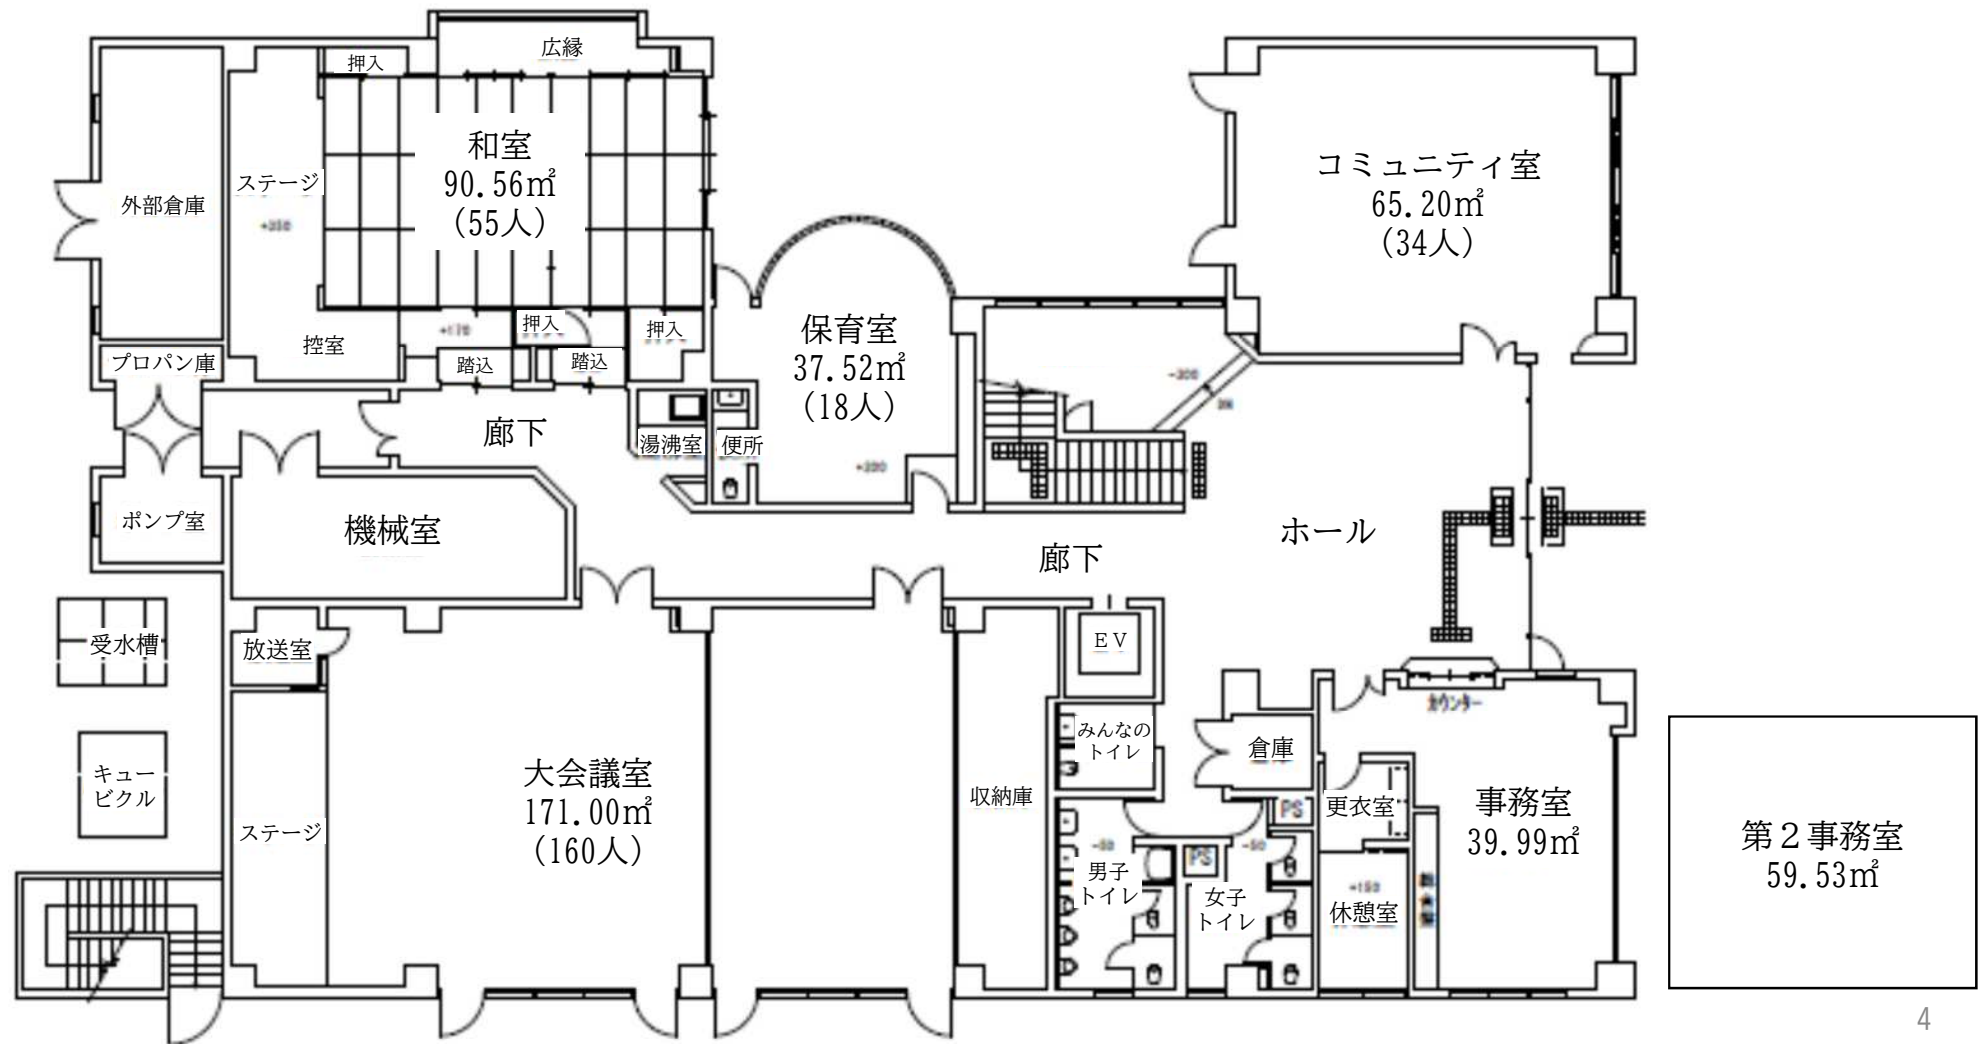 広縁
押入
和室
90.56㎡
(55人)
ステージ
+350
外部倉庫
コミュニティ室
65.20㎡
(34人)
押入
押入
+170
控室
踏込
踏込
プロパン庫
保育室
37.52㎡
(18人)
+200
-200
廊下
湯沸室
便所
ポンプ室
機械室
廊下
ホール
受水槽
放送室
EV
カウンター
キュー
ビクル
ステージ
大会議室
171.00㎡
(160人)
収納庫
みんなの
トイレ
倉庫
PS
更衣室
事務室
39.99㎡
第2事務室
59.53㎡
-50
男子
トイレ
PS
-50
女子
トイレ
+150
休憩室
4